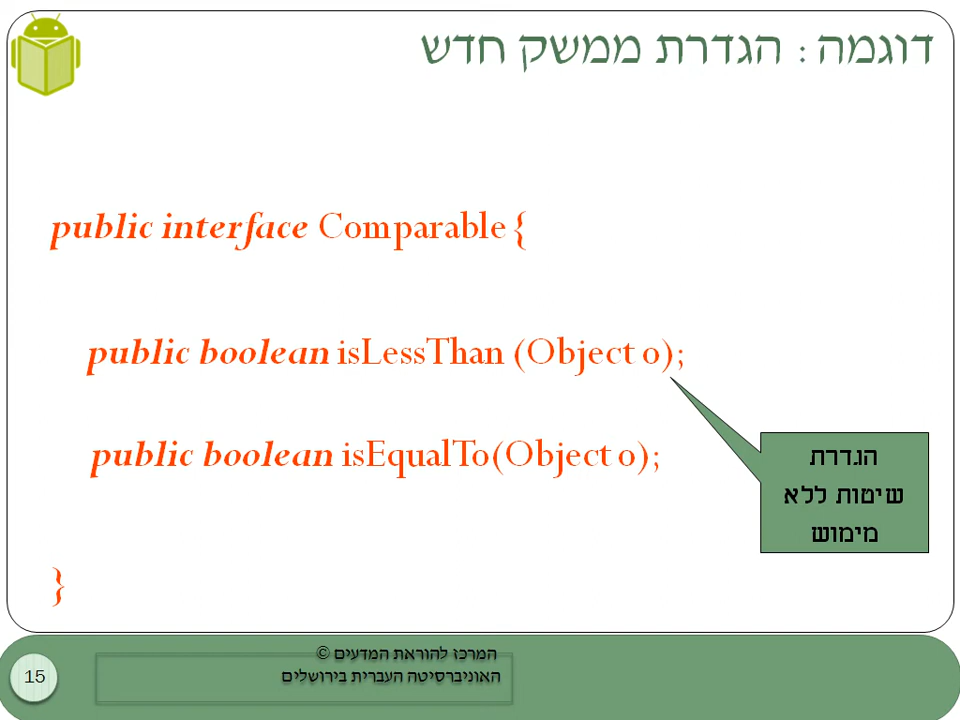 דוגמה : הגדרת ממשק חדש
public interface Comparable {
public boolean isLessThan (Object o);
public boolean isEqualTo(Object o);
הגדרת
שיטות ללא
מימוש
}
המרכז להוראת המדעים ©
האוניברסיטה העברית בירושלים
15